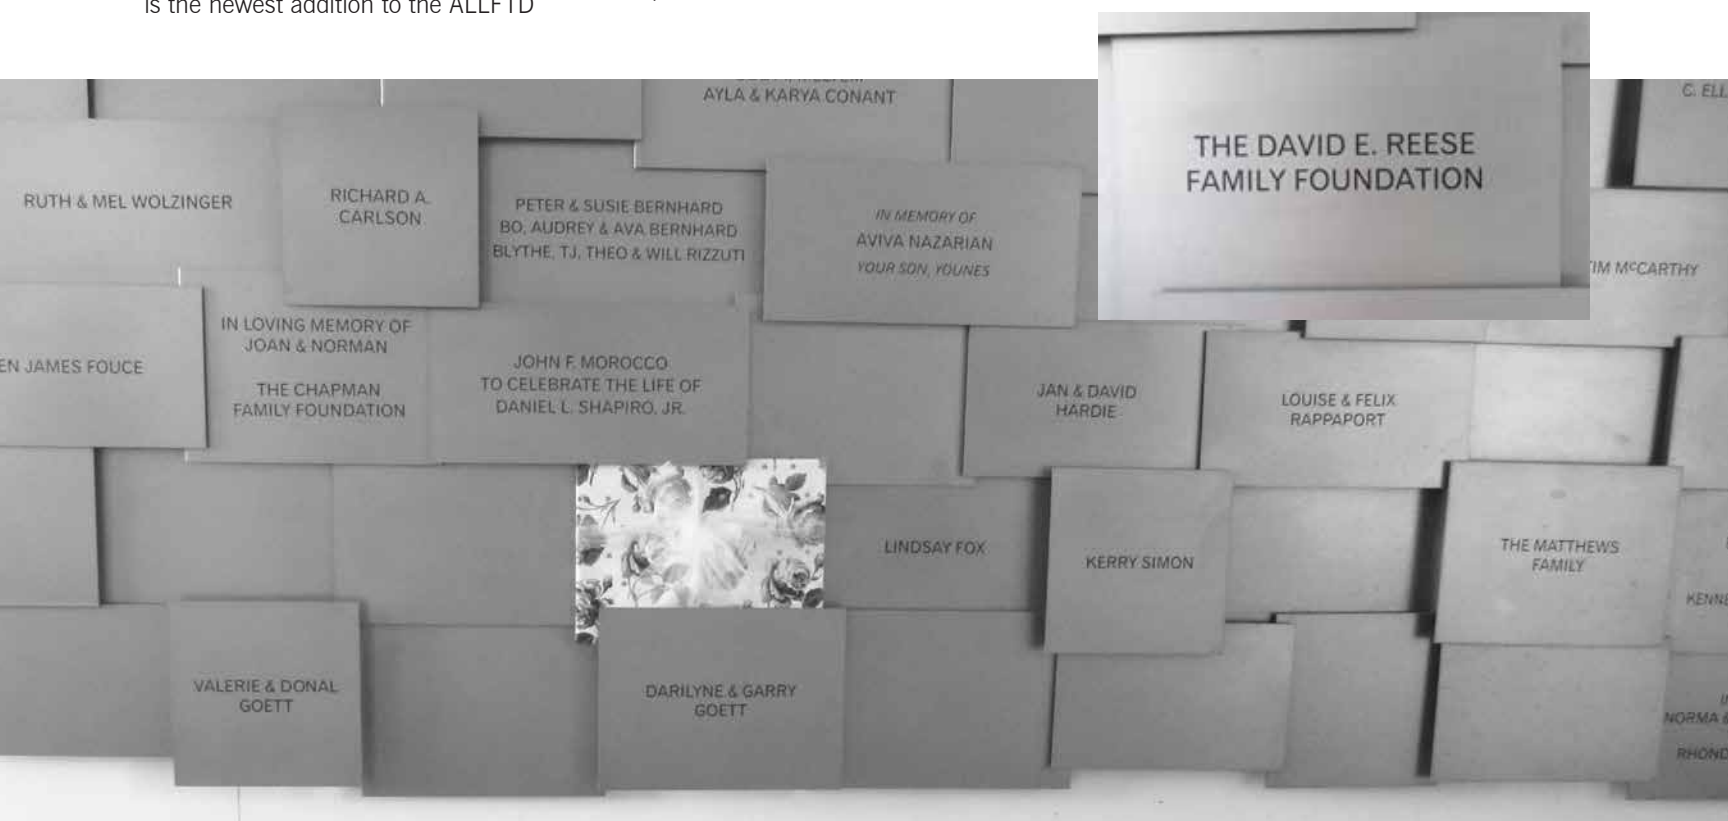 is the newest addition to the ALLFTD
AYLA & KARYA CONANT
THE DAVID E. REESE
FAMILY FOUNDATION
C. ELL
RUTH & MEL WOLZINGER
RICHARD A.
CARLSON
PETER & SUSIE BERNHARD
BO, AUDREY & AVA BERNHARD
BLYTHE, TJ, THEO & WILL RIZZUTI
IN MEMORY OF
AVIVA NAZARIAN
YOUR SON, YOUNES
IM McCARTHY
EN JAMES FOUCE
IN LOVING MEMORY OF
JOAN & NORMAN
THE CHAPMAN
FAMILY FOUNDATION
JOHN F. MOROCCO
TO CELEBRATE THE LIFE OF
DANIEL L. SHAPIRO, JR.
JAN & DAVID
HARDIE
LOUISE & FELIX
RAPPAPORT
LINDSAY FOX
KERRY SIMON
THE MATTHEWS
FAMILY
KENNE
VALERIE & DONAL
GOETT
DARILYNE & GARRY
GOETT
NORMA &
RHOND